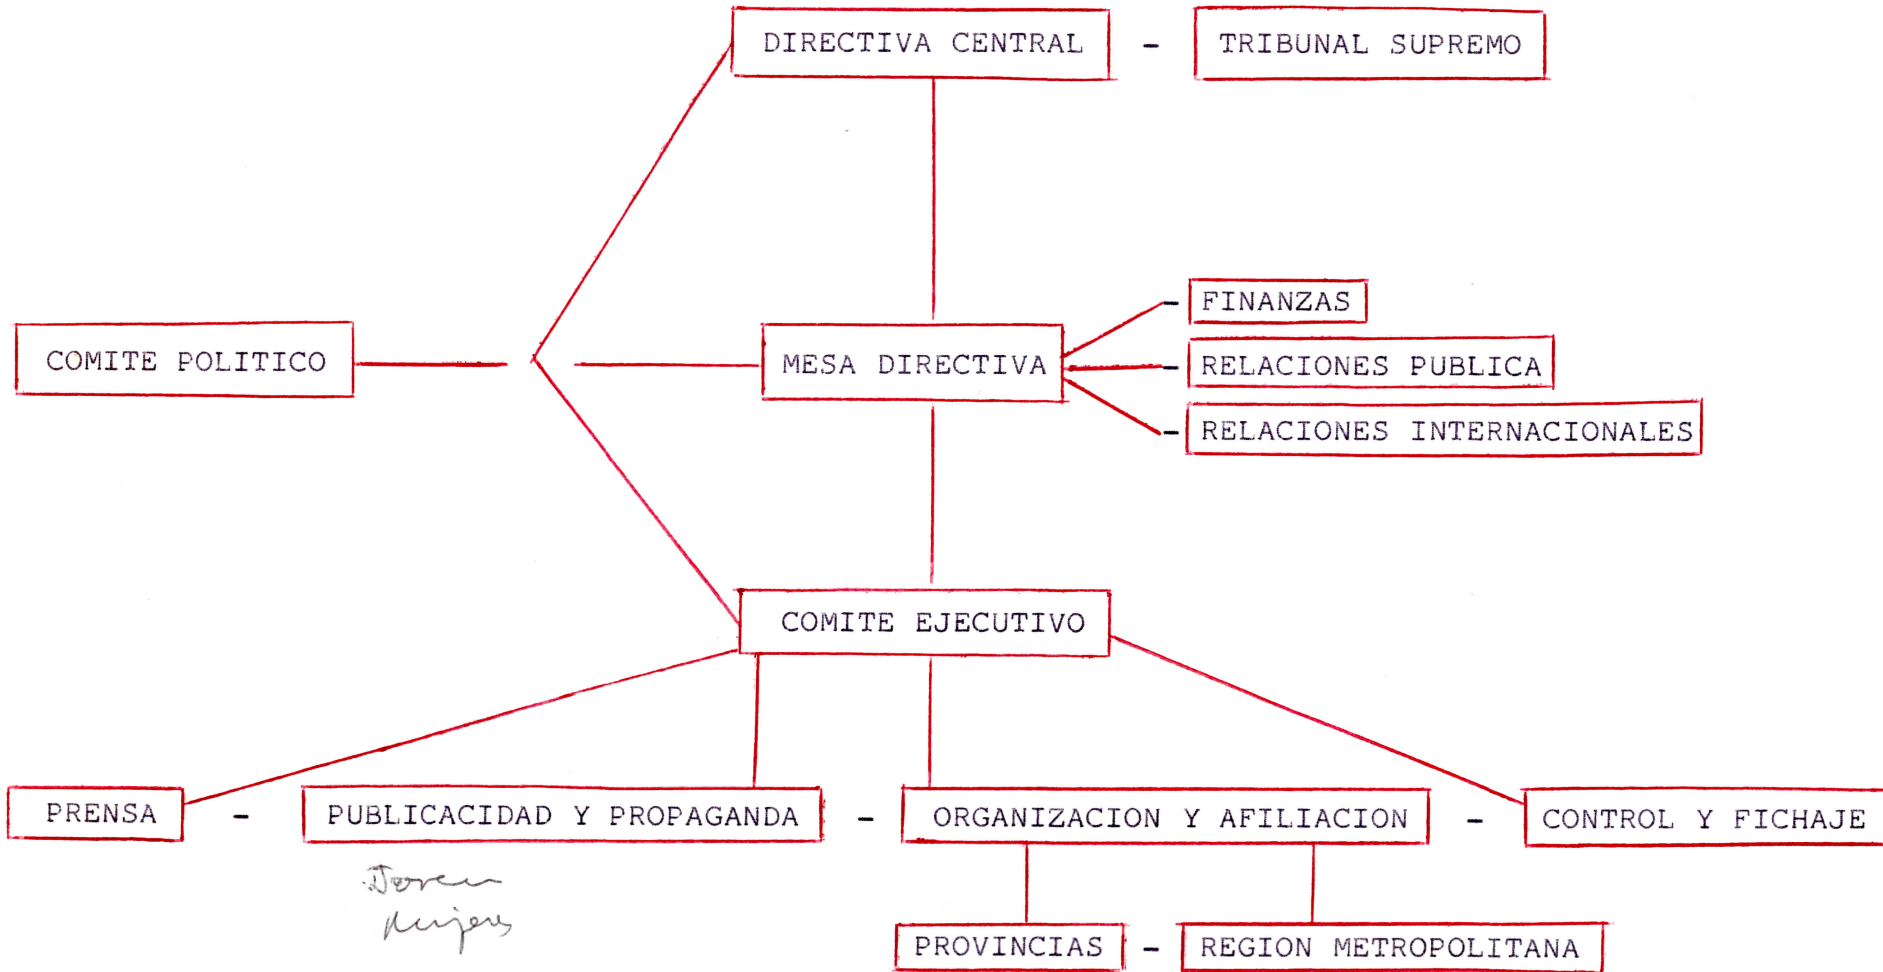 DIRECTIVA CENTRAL - TRIBUNAL SUPREMO
- FINANZAS
COMITE POLITICO
MESA DIRECTIVA
- RELACIONES PUBLICA
- RELACIONES INTERNACIONALES
COMITE EJECUTIVO
PRENSA - PUBLICACIDAD Y PROPAGANDA - ORGANIZACION Y AFILIACION - CONTROL Y FICHAJE
Mujeres
PROVINCIAS - REGION METROPOLITANA